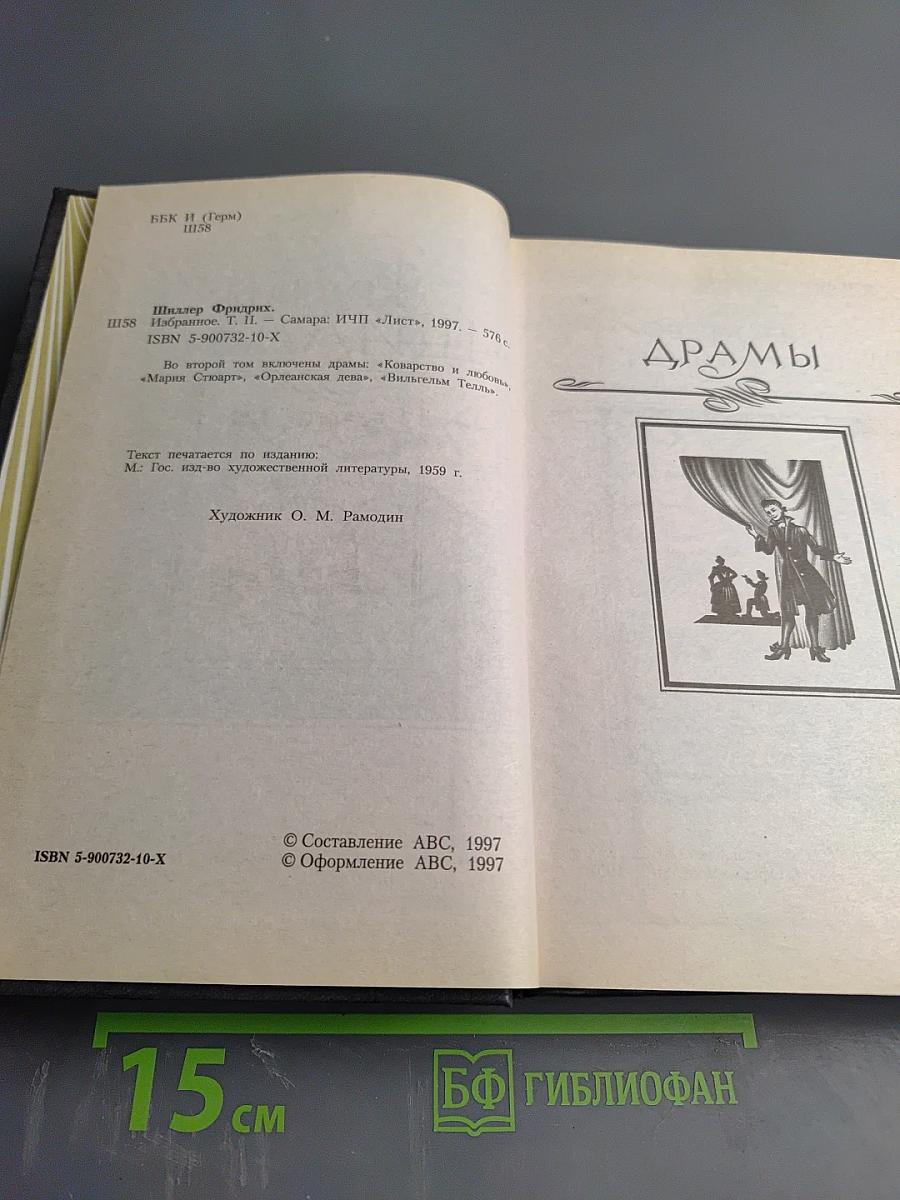 ББК И (Герм)
Ш58
Шиллер Фридрих.
Ш58 Избранное. Т. II. — Самара: ИЧП «Лист», 1997. — 576 с.
ISBN 5-900732-10-X
Во второй том включены драмы: «Коварство и любовь»,
«Мария Стюарт», «Орлеанская дева», «Вильгельм Телль».
Текст печатается по изданию:
М.: Гос. изд-во художественной литературы, 1959 г.
Художник О. М. Рамодин
© Составление АВС, 1997
© Оформление АВС, 1997
ISBN 5-900732-10-X
ДРАМЫ
15 см
БФ ГИБЛИОФАН